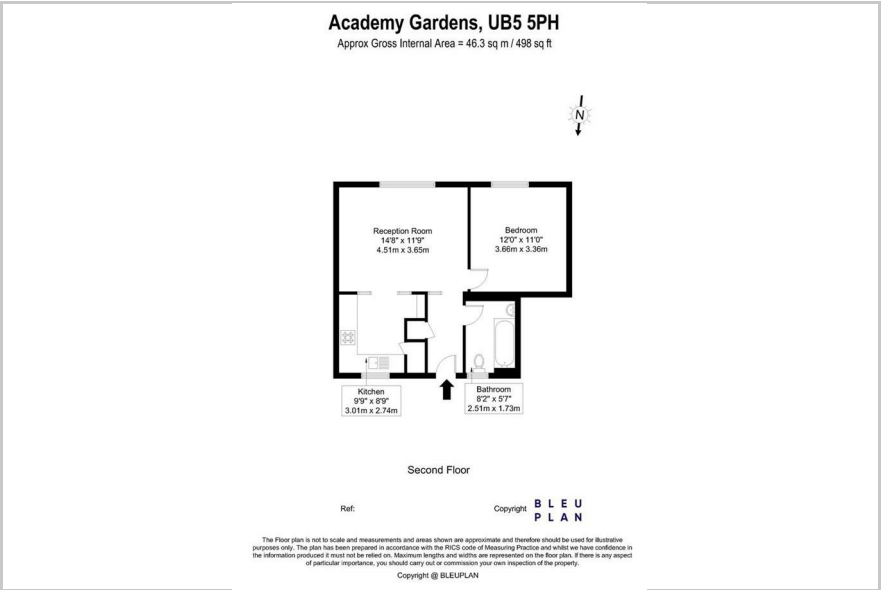 Academy Gardens, UB5 5PH
Approx Gross Internal Area = 46.3 sq m / 498 sq ft
N
Reception Room
14'8" x 11'9"
4.51m x 3.65m
Bedroom
12'0" x 11'0"
3.66m x 3.36m
Kitchen
9'9" x 8'9"
3.01m x 2.74m
Bathroom
8'2" x 5'7"
2.51m x 1.73m
Second Floor
Ref:
Copyright
BLEU
PLAN
The Floor plan is not to scale and measurements and areas shown are approximate and therefore should be used for illustrative
purposes only. The plan has been prepared in accordance with the RICS code of Measuring Practice and whilst we have confidence in
the information produced it must not be relied on. Maximum lengths and widths are represented on the floor plan. If there is any aspect
of particular importance, you should carry out or commission your own inspection of the property.
Copyright @ BLEUPLAN